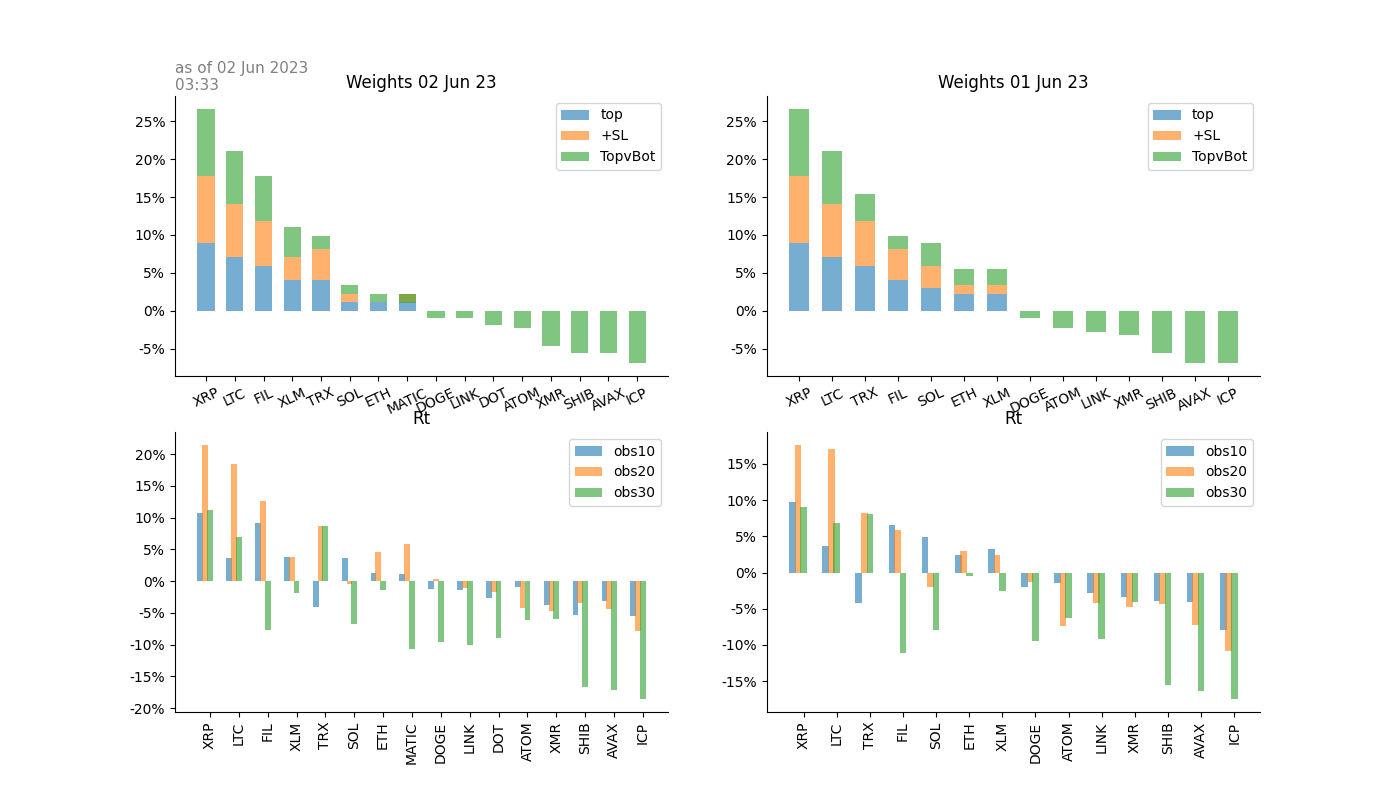 as of 02 Jun 2023
03:33
Weights 02 Jun 23
25%
20%
15%
10%
5%
0%
-5%
top
+SL
TopvBot
XRP LTC FIL XLM TRX SOL ETH MATIC DOGE LINK DOT ATOM XMR SHIB AVAX ICP
Weights 01 Jun 23
25%
20%
15%
10%
5%
0%
-5%
top
+SL
TopvBot
XRP LTC TRX FIL SOL ETH XLM DOGE ATOM LINK XMR SHIB AVAX ICP
Rt
20%
15%
10%
5%
0%
-5%
-10%
-15%
-20%
obs10
obs20
obs30
XRP LTC FIL XLM TRX SOL ETH MATIC DOGE LINK DOT ATOM XMR SHIB AVAX ICP
Rt
15%
10%
5%
0%
-5%
-10%
-15%
obs10
obs20
obs30
XRP LTC TRX FIL SOL ETH XLM DOGE ATOM LINK XMR SHIB AVAX ICP